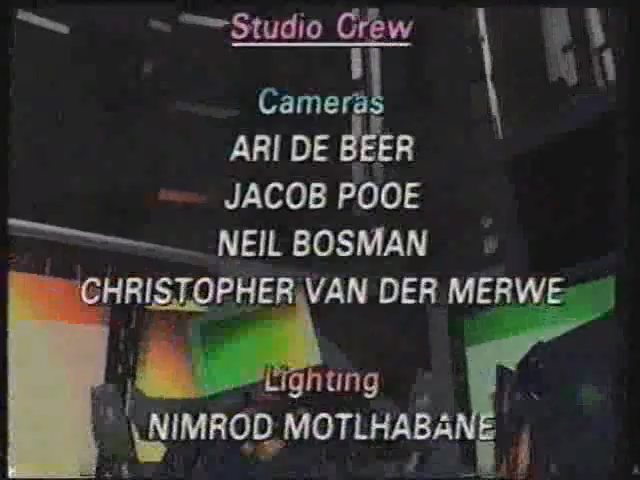 Studio Crew
Cameras
ARI DE BEER
JACOB POOE
NEIL BOSMAN
CHRISTOPHER VAN DER MERWE
Lighting
NIMROD MOTLHABANE